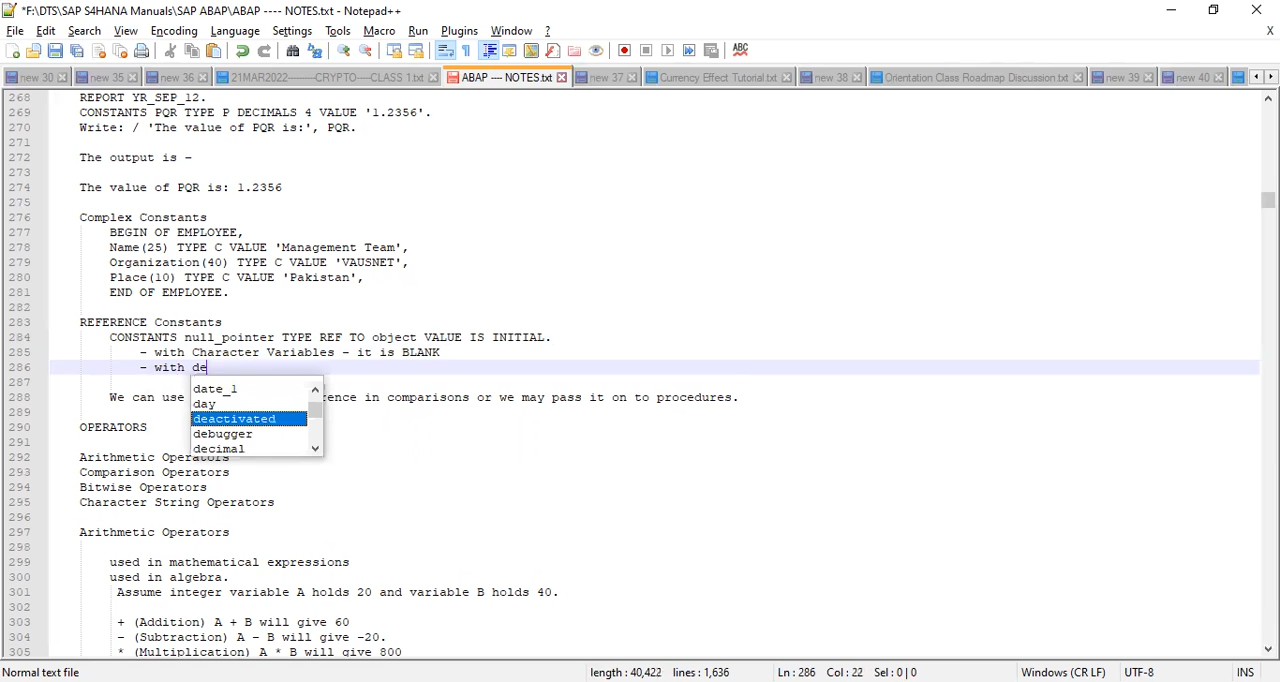 *F:\DTS\SAP S4HANA Manuals\SAP ABAP\ABAP ---- NOTES.txt - Notepad++
File Edit Search View Encoding Language Settings Tools Macro Run Plugins Window ? X
new 30 new 35 new 36 21MAR2022-----CRYPTO---CLASS 1.txt ABAP ---- NOTES.txt new 37 Currency Effect Tutorial.txt new 38 Orientation Class Roadmap Discussion.txt new 39 new 40
268 REPORT YR_SEP_12.
269 CONSTANTS PQR TYPE P DECIMALS 4 VALUE '1.2356'.
270 Write: / 'The value of PQR is:', PQR.
271
272 The output is -
273
274 The value of PQR is: 1.2356
275
276 Complex Constants
277 BEGIN OF EMPLOYEE,
278 Name(25) TYPE C VALUE 'Management Team',
279 Organization(40) TYPE C VALUE 'VAUSNET',
280 Place(10) TYPE C VALUE 'Pakistan',
281 END OF EMPLOYEE.
282
283 REFERENCE Constants
284 CONSTANTS null_pointer TYPE REF TO object VALUE IS INITIAL.
285 - with Character Variables - it is BLANK
286 - with de
287
date_1
288 We can use ence in comparisons or we may pass it on to procedures.
day
289
deactivated
290 OPERATORS
debugger
291
decimal
292 Arithmetic Operators
293 Comparison Operators
294 Bitwise Operators
295 Character String Operators
296
297 Arithmetic Operators
298
299 used in mathematical expressions
300 used in algebra.
301 Assume integer variable A holds 20 and variable B holds 40.
302
303 + (Addition) A + B will give 60
304 - (Subtraction) A - B will give -20.
305 * (Multiplication) A * B will give 800
Normal text file length : 40,422 lines : 1,636 Ln : 286 Col : 22 Sel : 0 | 0 Windows (CR LF) UTF-8 INS